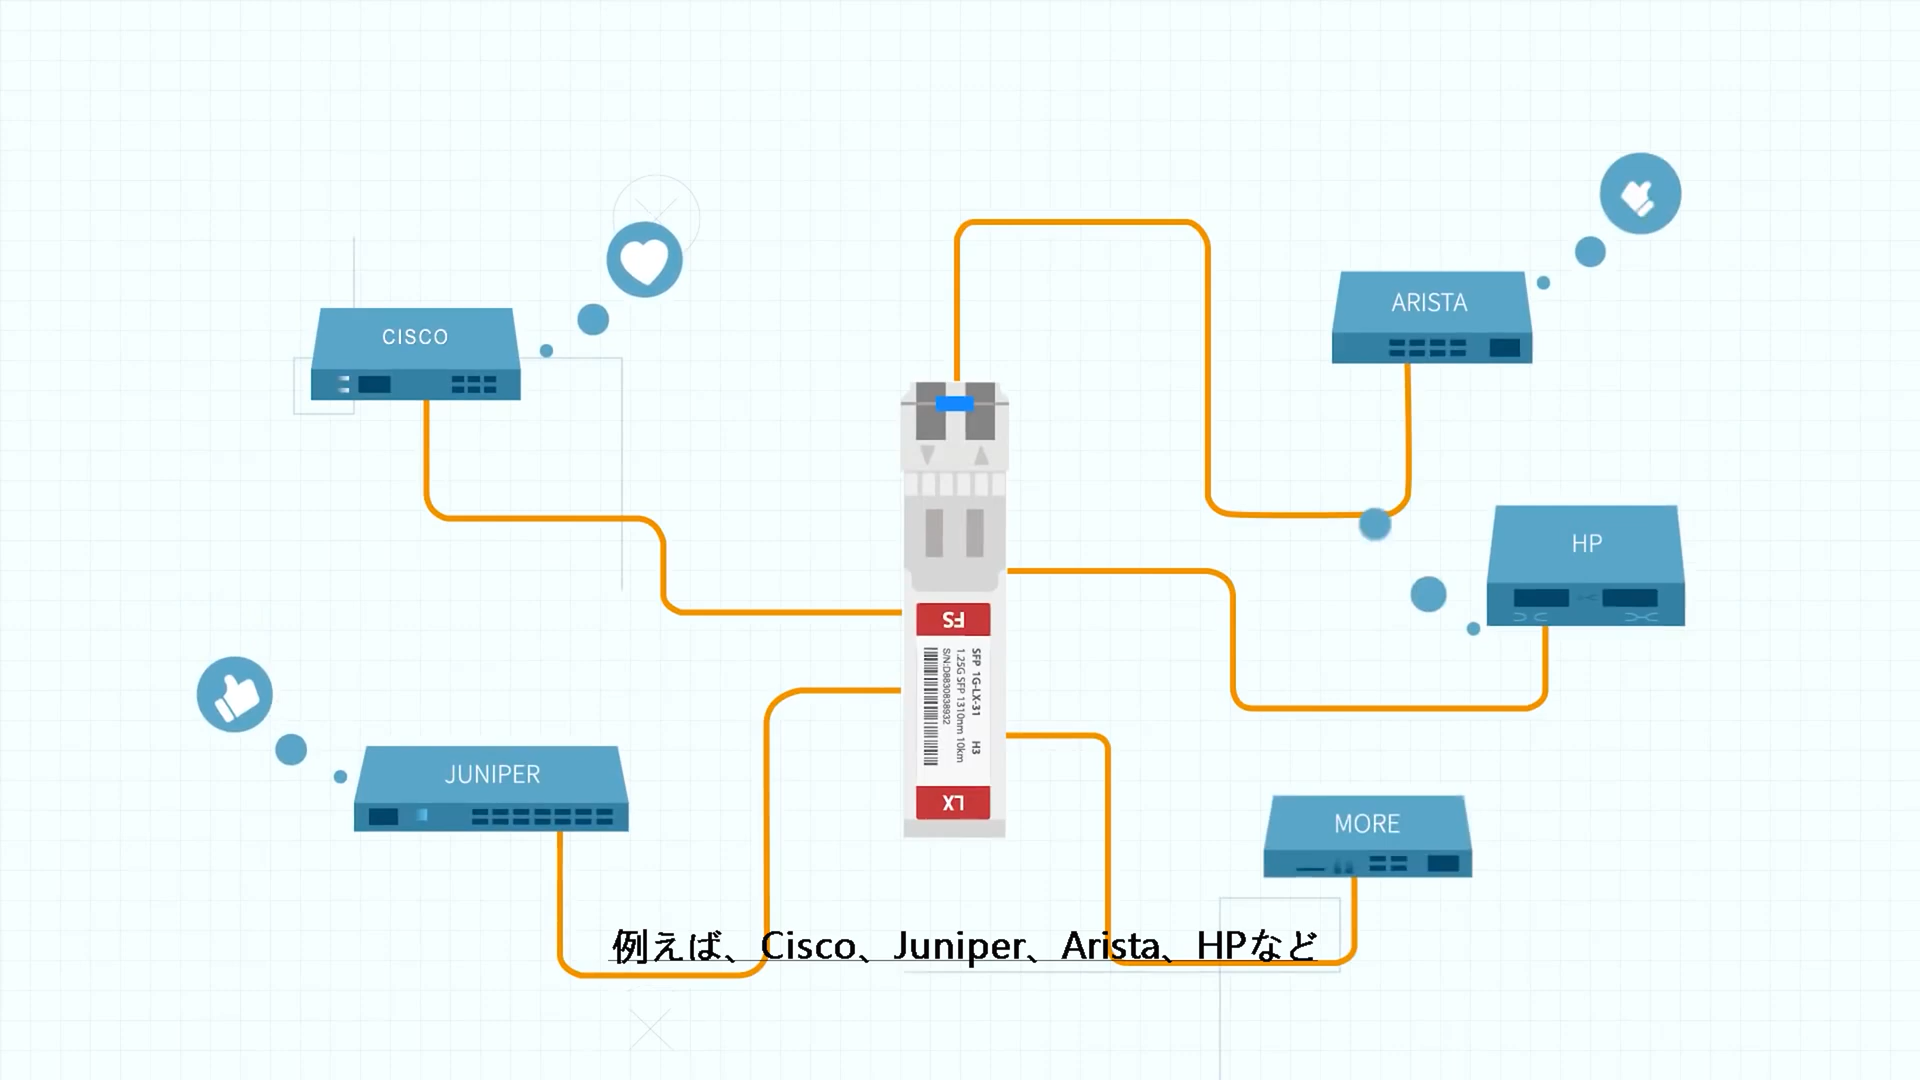 ARISTA
CISCO
HP
FS
SFP 1G-LX-31 H3
1.25G SFP 1310nm 10km
S/N:D8830838932
LX
JUNIPER
MORE
例えば、Cisco、Juniper、Arista、HPなど